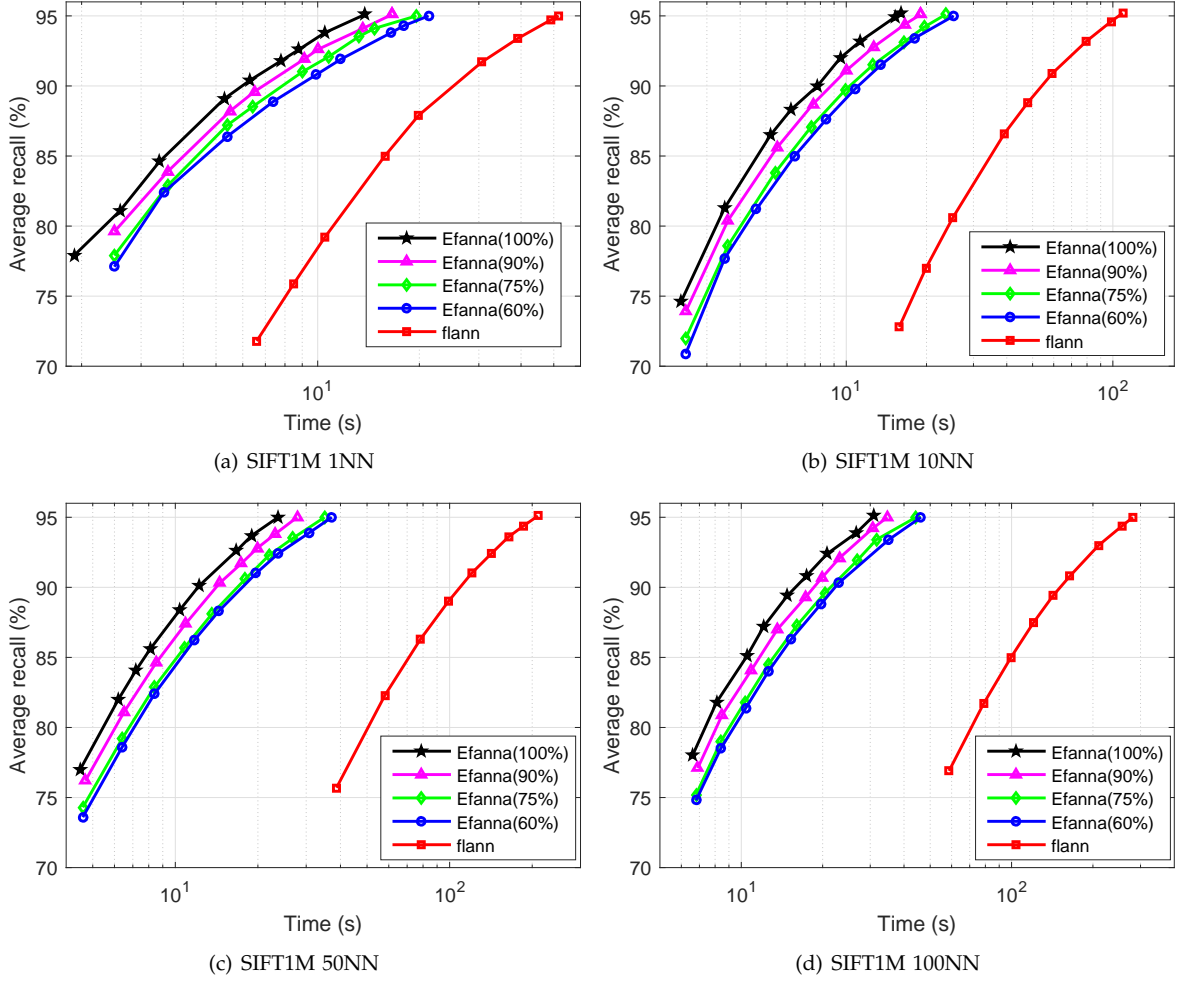 95
90
85
80
75
70
Average recall (%)
10^1
Time (s)
Efanna(100%)
Efanna(90%)
Efanna(75%)
Efanna(60%)
flann
(a) SIFT1M 1NN
95
90
85
80
75
70
Average recall (%)
10^1
10^2
Time (s)
Efanna(100%)
Efanna(90%)
Efanna(75%)
Efanna(60%)
flann
(b) SIFT1M 10NN
95
90
85
80
75
70
Average recall (%)
10^1
10^2
Time (s)
Efanna(100%)
Efanna(90%)
Efanna(75%)
Efanna(60%)
flann
(c) SIFT1M 50NN
95
90
85
80
75
70
Average recall (%)
10^1
10^2
Time (s)
Efanna(100%)
Efanna(90%)
Efanna(75%)
Efanna(60%)
flann
(d) SIFT1M 100NN